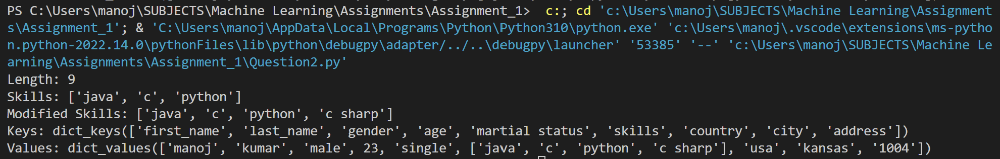 PS C:\Users\manoj\SUBJECTS\Machine Learning\Assignments\Assignment_1>  c:; cd 'c:\Users\manoj\SUBJECTS\Machine Learning\Assignment
s\Assignment_1'; & 'C:\Users\manoj\AppData\Local\Programs\Python\Python310\python.exe' 'c:\Users\manoj\.vscode\extensions\ms-pytho
n.python-2022.14.0\pythonFiles\lib\python\debugpy\adapter/../..\debugpy\launcher' '53385' '--' 'c:\Users\manoj\SUBJECTS\Machine Le
arning\Assignments\Assignment_1\Question2.py'
Length: 9
Skills: ['java', 'c', 'python']
Modified Skills: ['java', 'c', 'python', 'c sharp']
Keys: dict_keys(['first_name', 'last_name', 'gender', 'age', 'martial status', 'skills', 'country', 'city', 'address'])
Values: dict_values(['manoj', 'kumar', 'male', 23, 'single', ['java', 'c', 'python', 'c sharp'], 'usa', 'kansas', '1004'])